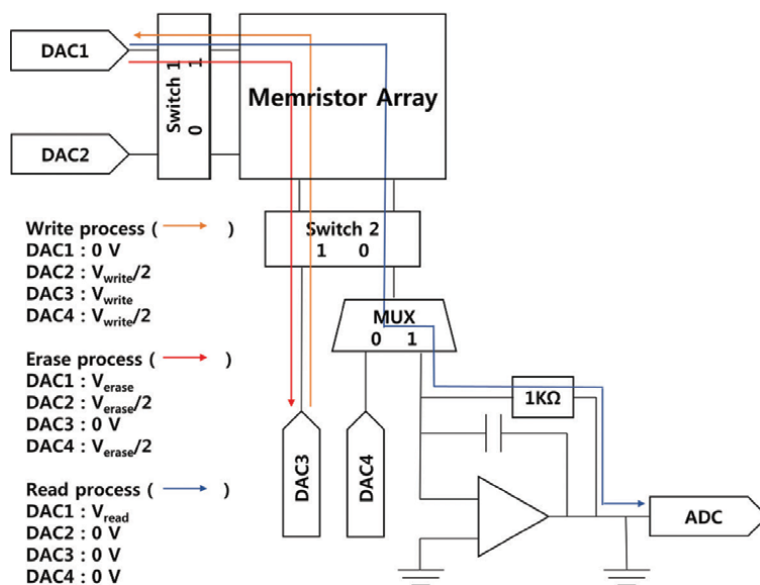 DAC1
Switch 1
1
0
Memristor Array
DAC2
Switch 2
1 0
Write process ( )
DAC1 : 0 V
DAC2 : Vwrite/2
DAC3 : Vwrite
DAC4 : Vwrite/2
MUX
0 1
Erase process ( )
DAC1 : Verase
DAC2 : Verase/2
DAC3 : 0 V
DAC4 : Verase/2
1KΩ
DAC3
DAC4
Read process ( )
DAC1 : Vread
DAC2 : 0 V
DAC3 : 0 V
DAC4 : 0 V
ADC